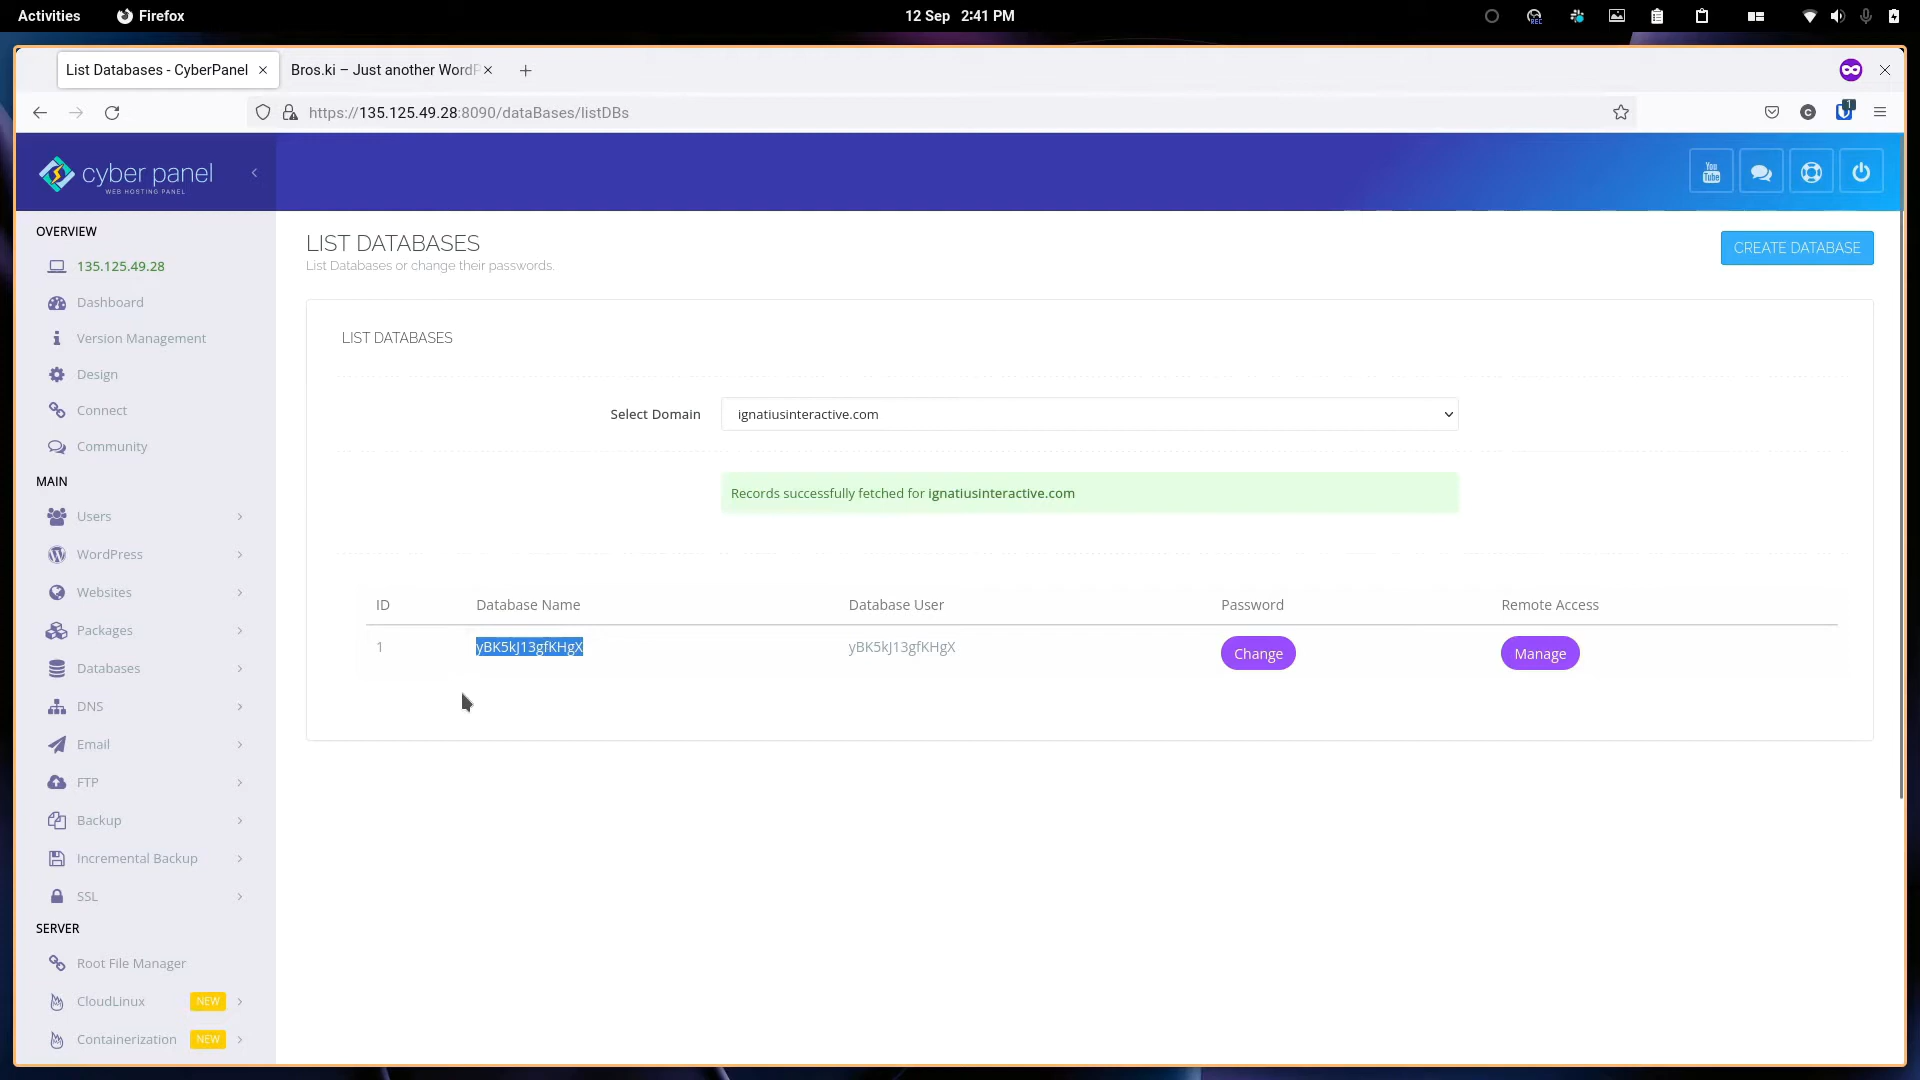 Activities
Firefox
12 Sep 2:41 PM
REC
List Databases - CyberPanel
Bros.ki – Just another WordP
https://135.125.49.28:8090/dataBases/listDBs
C
1
cyber panel
WEB HOSTING PANEL
You Tube
OVERVIEW
135.125.49.28
Dashboard
Version Management
Design
Connect
Community
MAIN
Users
WordPress
Websites
Packages
Databases
DNS
Email
FTP
Backup
Incremental Backup
SSL
SERVER
Root File Manager
CloudLinux NEW
Containerization NEW
LIST DATABASES
List Databases or change their passwords.
CREATE DATABASE
LIST DATABASES
Select Domain ignatiusinteractive.com
Records successfully fetched for ignatiusinteractive.com
ID Database Name Database User Password Remote Access
1 yBK5kJ13gfKHgX yBK5kJ13gfKHgX Change Manage